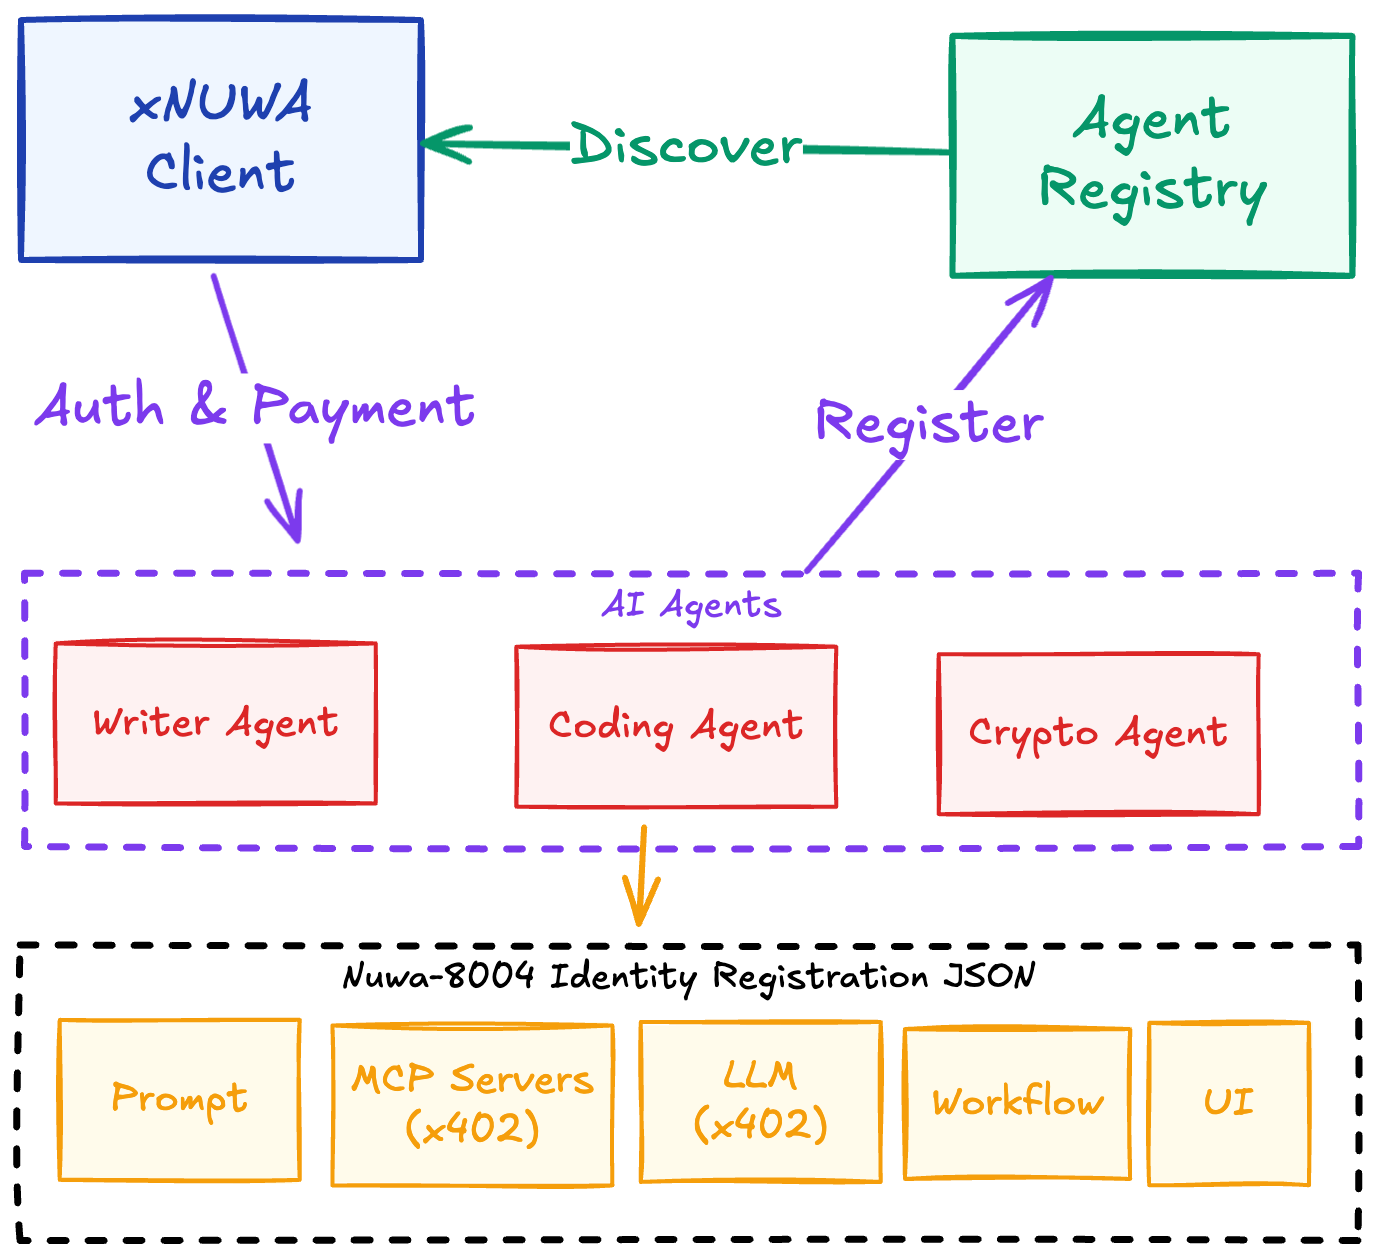 xNUWA
Client
Discover
Agent
Registry
Auth & Payment
Register
AI Agents
Writer Agent
Coding Agent
Crypto Agent
Nuwa-8004 Identity Registration JSON
Prompt
MCP Servers
(x402)
LLM
(x402)
Workflow
UI